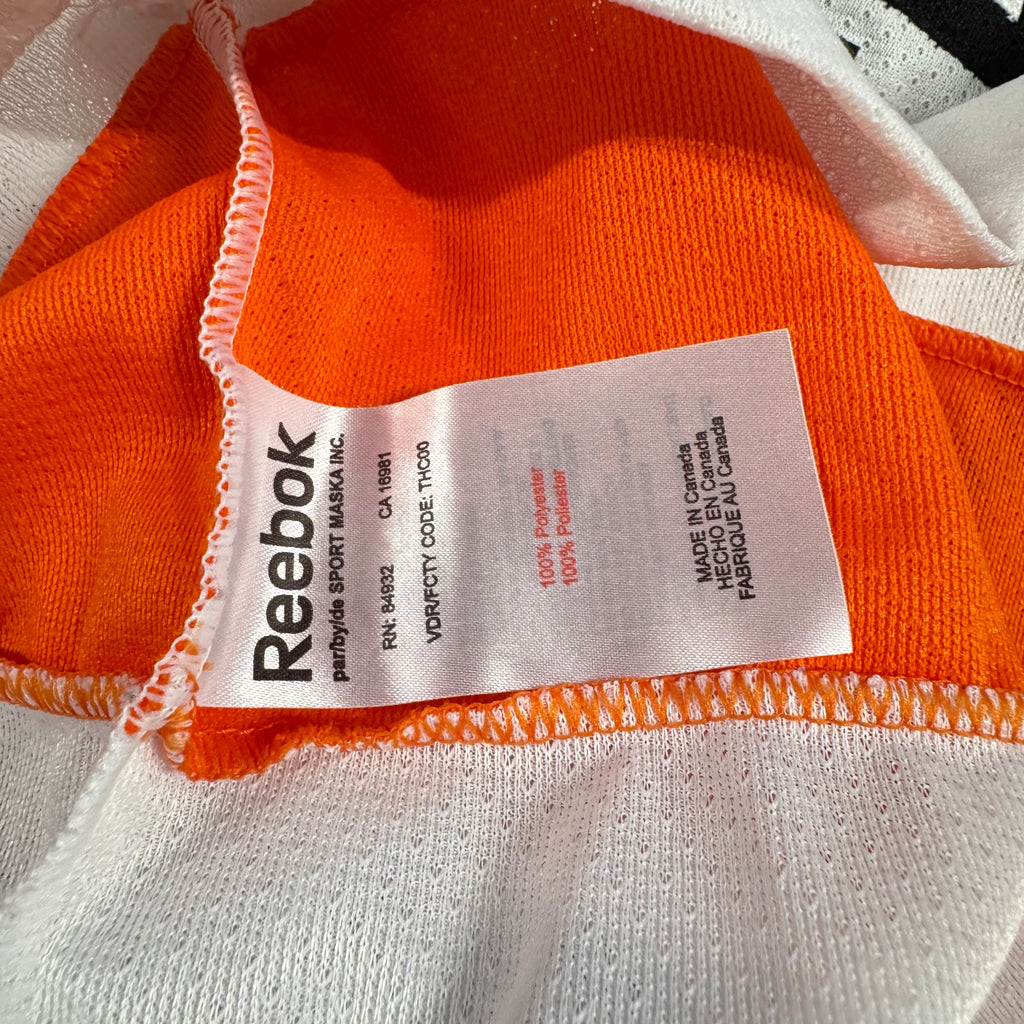 Reebok
par/by/de SPORT MASKA INC.
RN: 84932 CA 16981
VDR/FCTY CODE: THC00
100% Polyester
100% Poliester
MADE IN Canada
HECHO EN Canada
FABRIQUE AU Canada